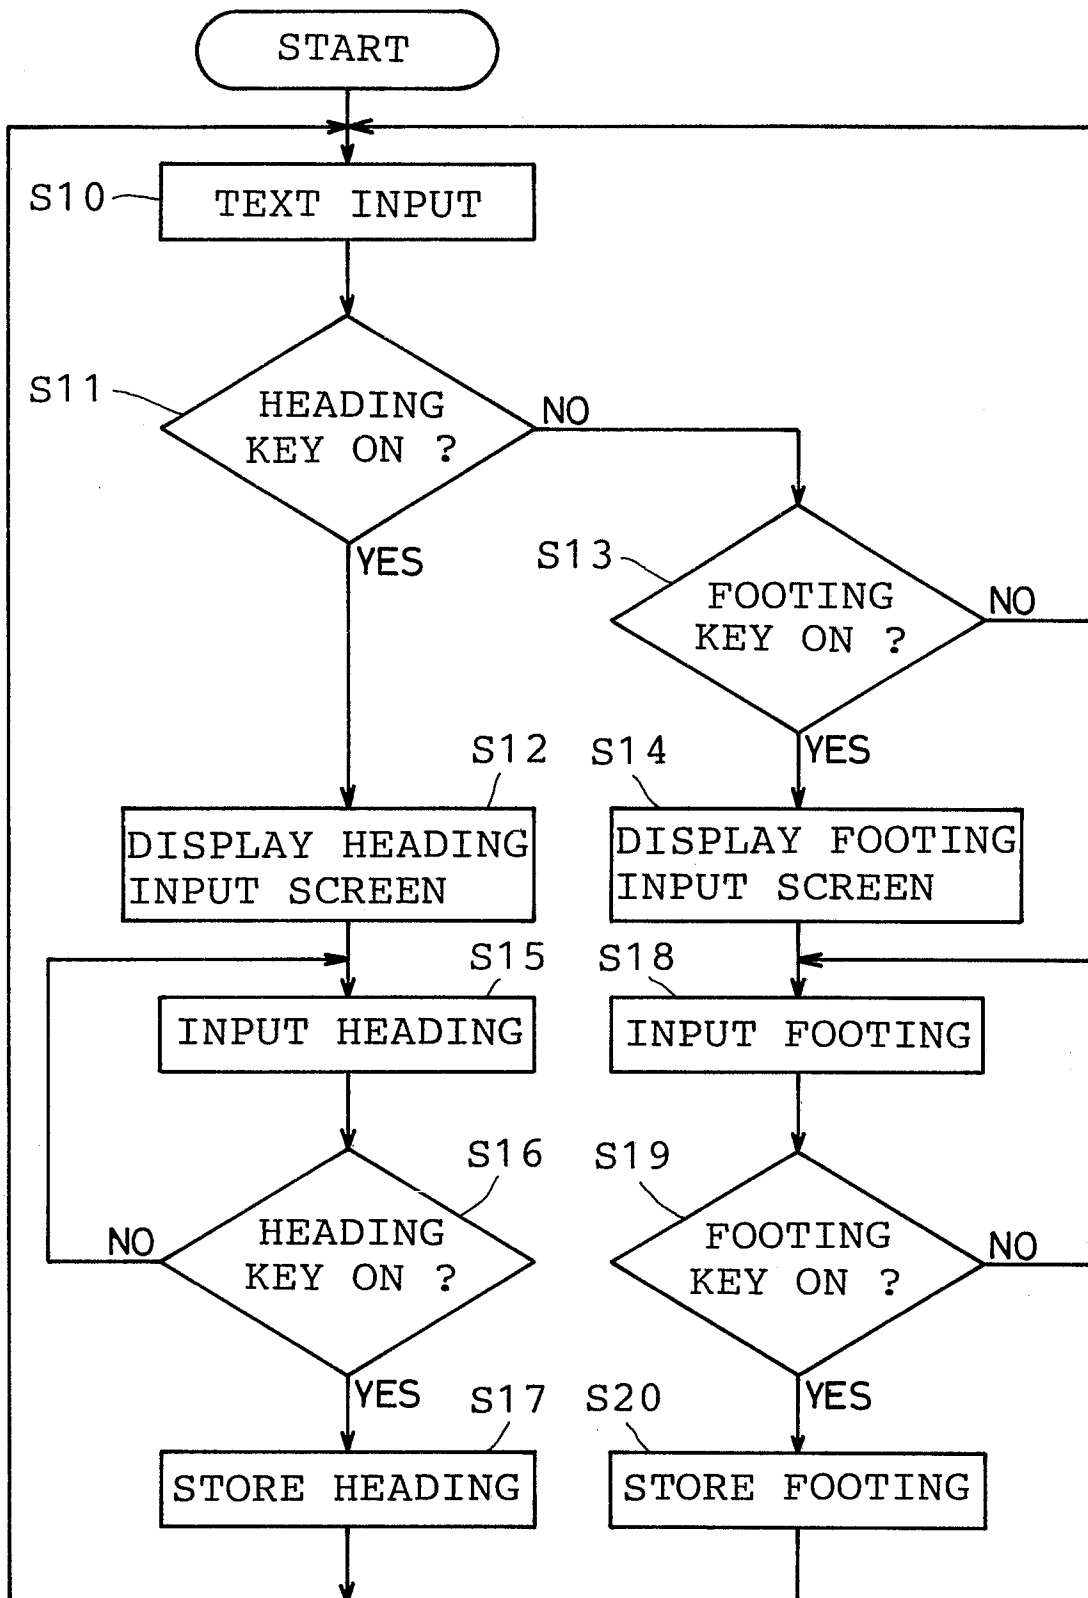 START
S10
TEXT INPUT
S11
HEADING
KEY ON ?
NO
YES
S13
FOOTING
KEY ON ?
NO
YES
S12
DISPLAY HEADING
INPUT SCREEN
S14
DISPLAY FOOTING
INPUT SCREEN
S15
INPUT HEADING
S18
INPUT FOOTING
S16
HEADING
KEY ON ?
NO
YES
S19
FOOTING
KEY ON ?
NO
YES
S17
STORE HEADING
S20
STORE FOOTING